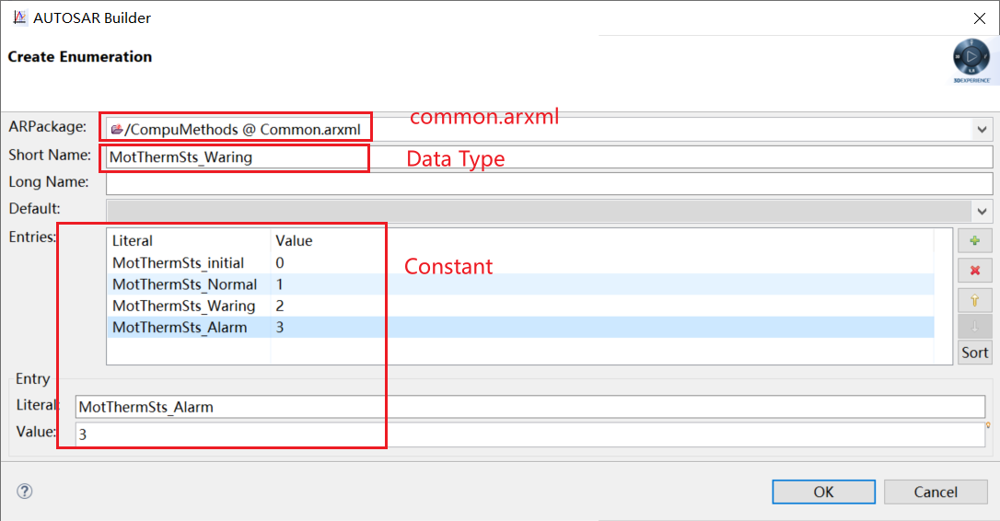 AUTOSAR Builder
Create Enumeration
3DEXPERIENCE
ARPackage: /CompuMethods @ Common.arxml common.arxml
Short Name: MotThermSts_Waring Data Type
Long Name:
Default:
Entries: Literal Value
MotThermSts_initial 0
MotThermSts_Normal 1
Constant
MotThermSts_Waring 2
MotThermSts_Alarm 3
Sort
Entry
Literal: MotThermSts_Alarm
Value: 3
OK Cancel